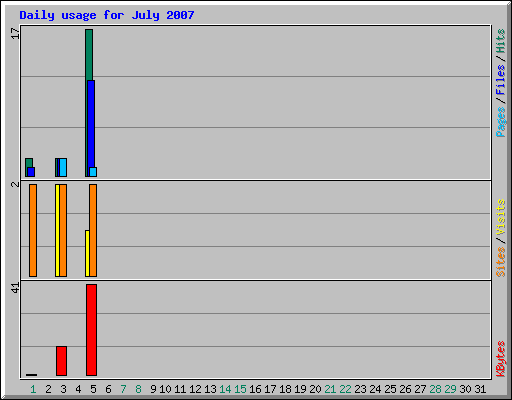 Daily usage for July 2007
17
2
41
Pages / Files / Hits
Sites / Visits
KBytes
1 2 3 4 5 6 7 8 9 10 11 12 13 14 15 16 17 18 19 20 21 22 23 24 25 26 27 28 29 30 31